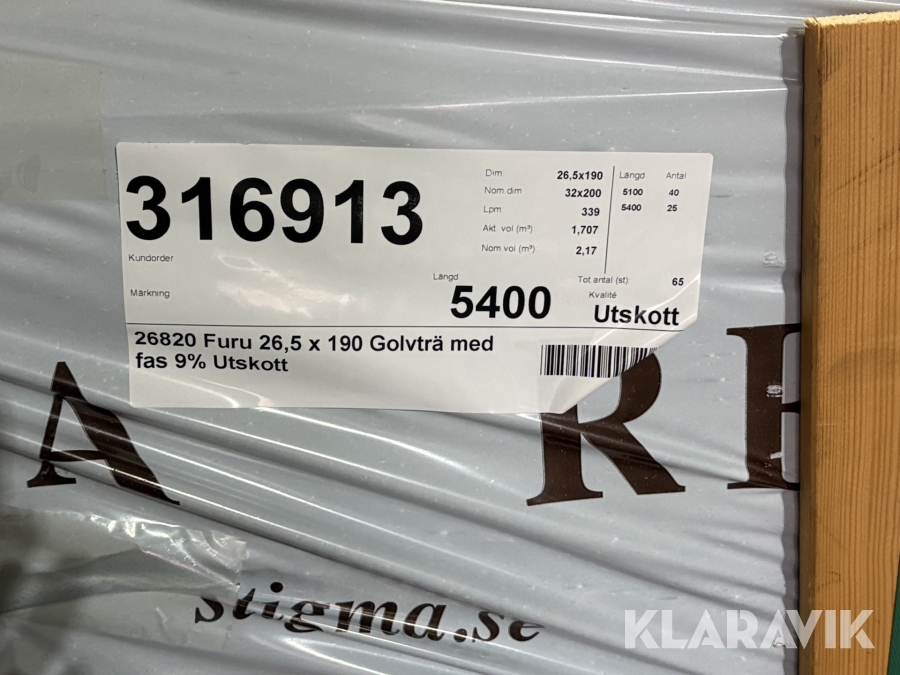 316913
Kundorder
Märkning
Dim 26,5x190
Nom dim 32x200
Lpm 339
Akt. vol (m³) 1,707
Nom vol (m³) 2,17
Längd Antal
5100 40
5400 25
Tot antal (st) 65
Längd 5400
Kvalité
Utskott
26820 Furu 26,5 x 190 Golvträ med
fas 9% Utskott
A R
stigma.se
KLARAVIK